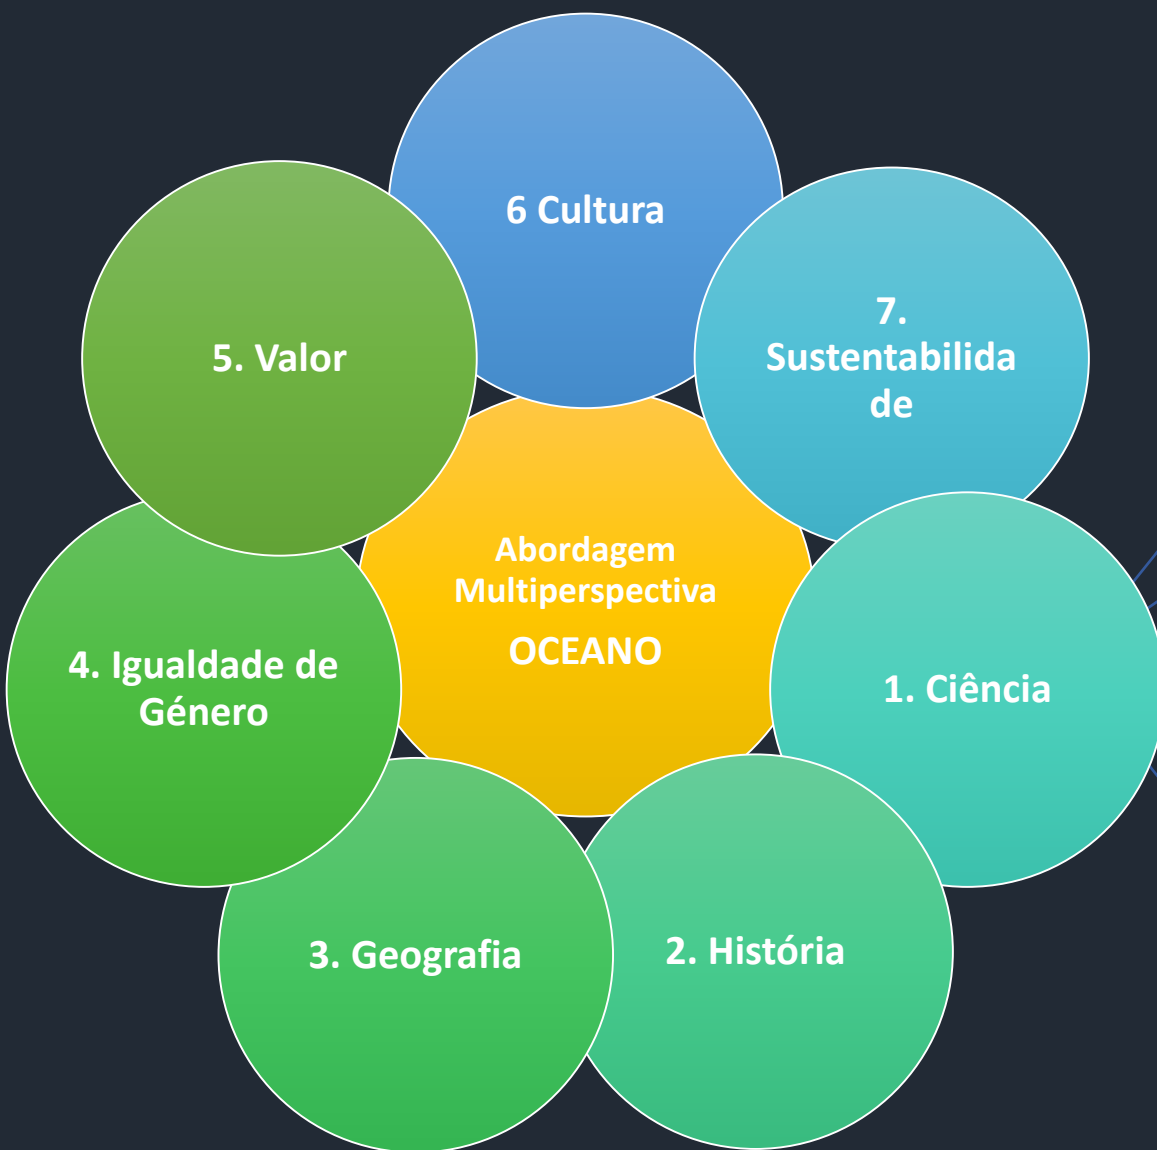 6 Cultura
7.
Sustentabilida
de
5. Valor
Abordagem
Multiperspectiva
OCEANO
4. Igualdade de
Género
1. Ciência
3. Geografia
2. História